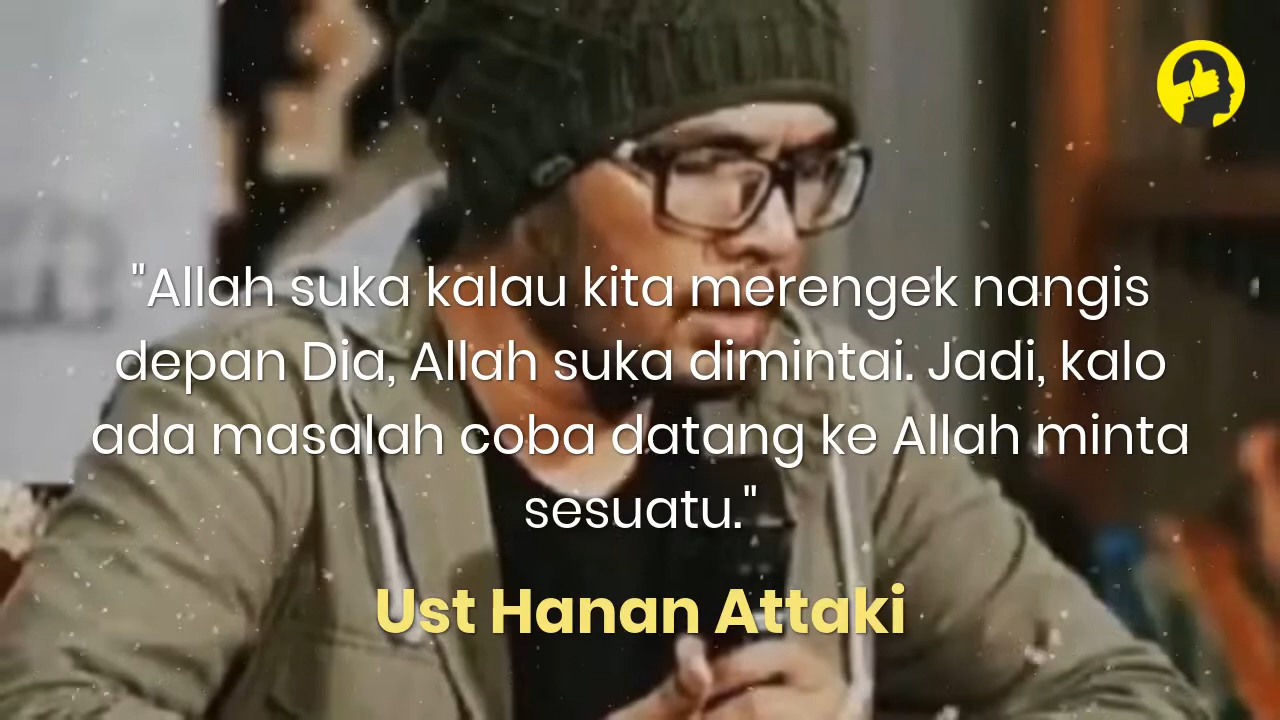 "Allah suka kalau kita merengek nangis
depan Dia, Allah suka dimintai. Jadi, kalo
ada masalah coba datang ke Allah minta
sesuatu."
Ust Hanan Attaki